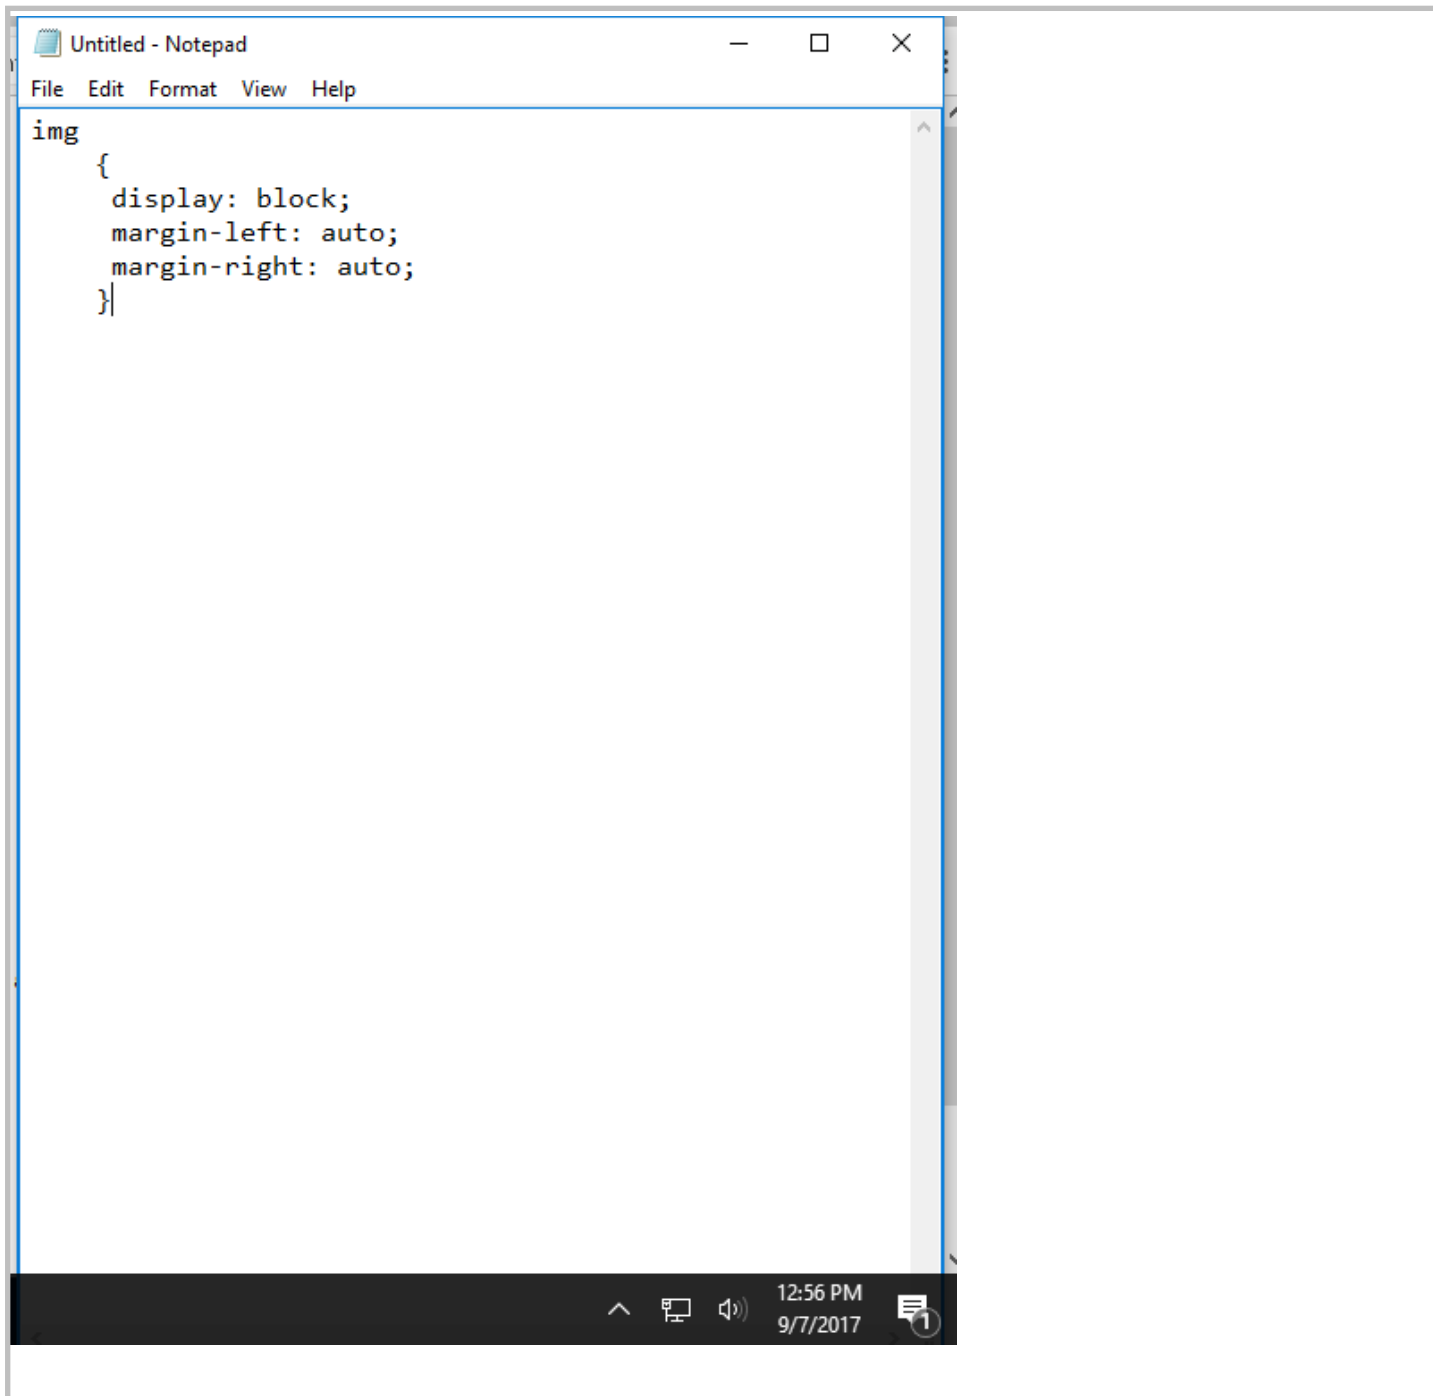 Untitled - Notepad
File Edit Format View Help
img
{
display: block;
margin-left: auto;
margin-right: auto;
}
12:56 PM
9/7/2017
1